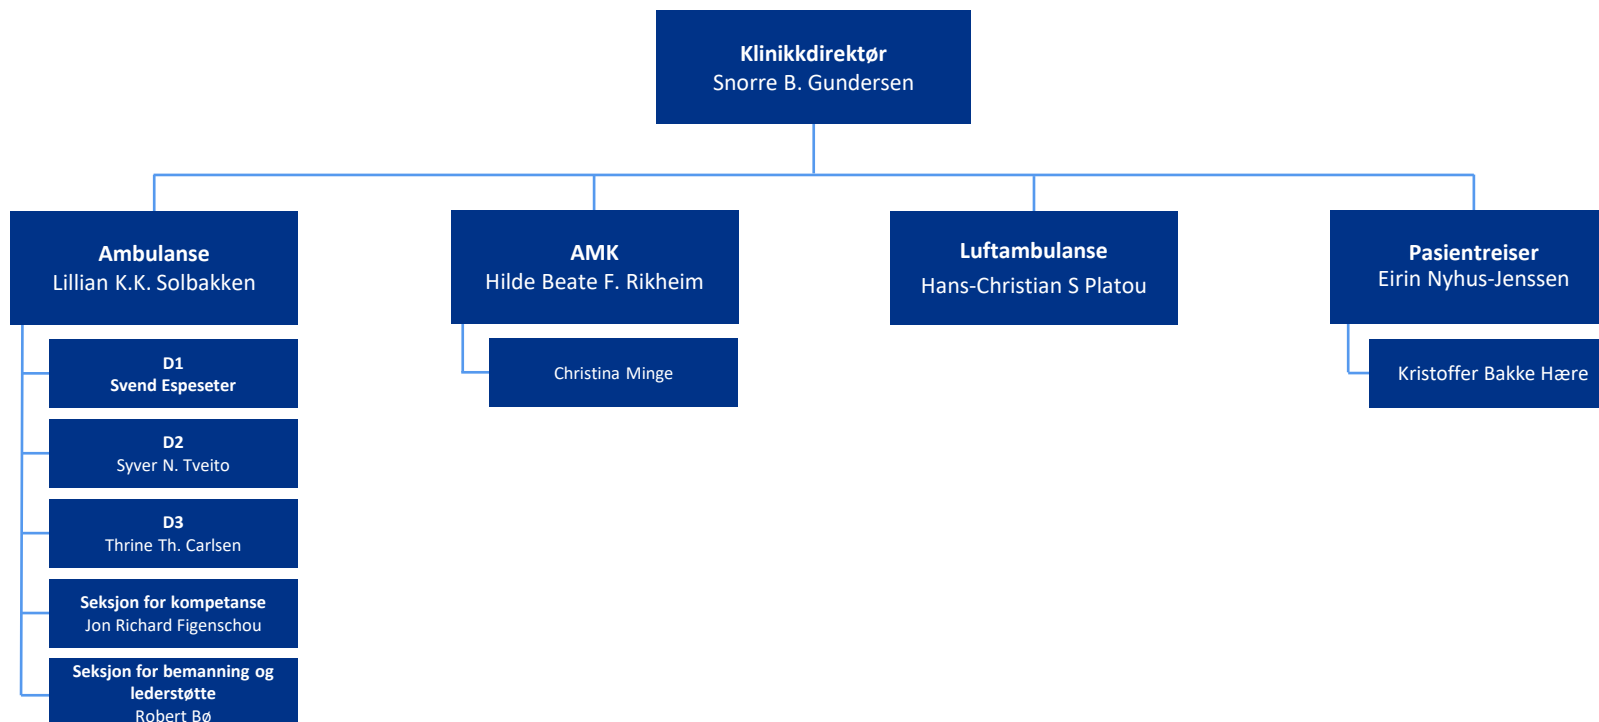 Klinikkdirektør
Snorre B. Gundersen
Ambulanse
Lillian K.K. Solbakken
AMK
Hilde Beate F. Rikheim
Luftambulanse
Hans-Christian S Platou
Pasientreiser
Eirin Nyhus-Jenssen
D1
Svend Espeseter
Christina Minge
Kristoffer Bakke Hære
D2
Syver N. Tveito
D3
Thrine Th. Carlsen
Seksjon for kompetanse
Jon Richard Figenschou
Seksjon for bemanning og
lederstøtte
Robert Bø